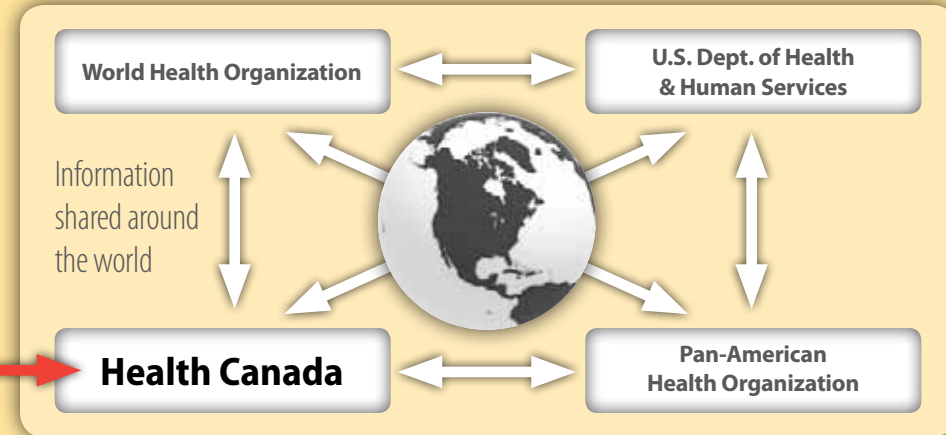 World Health Organization
U.S. Dept. of Health
& Human Services
Information
shared around
the world
Health Canada
Pan-American
Health Organization